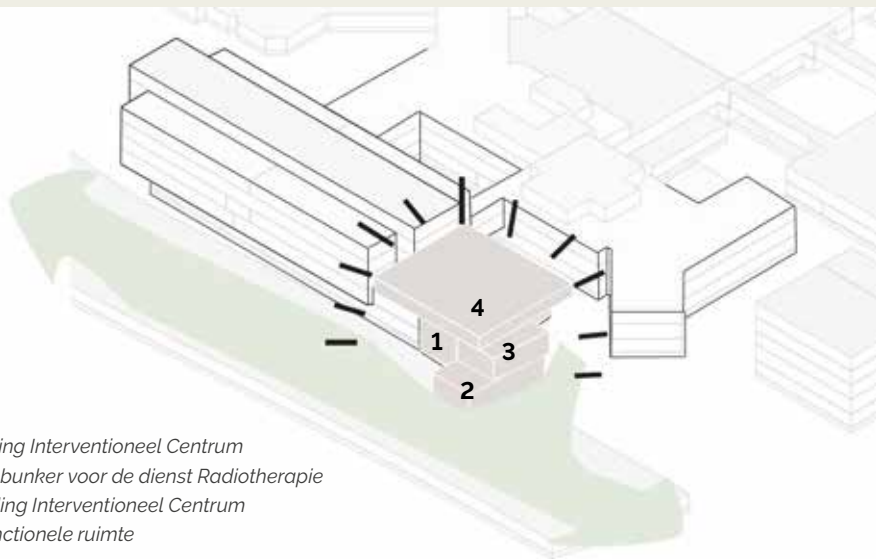 4
1
3
2
ing Interventioneel Centrum
bunker voor de dienst Radiotherapie
ing Interventioneel Centrum
nctionele ruimte